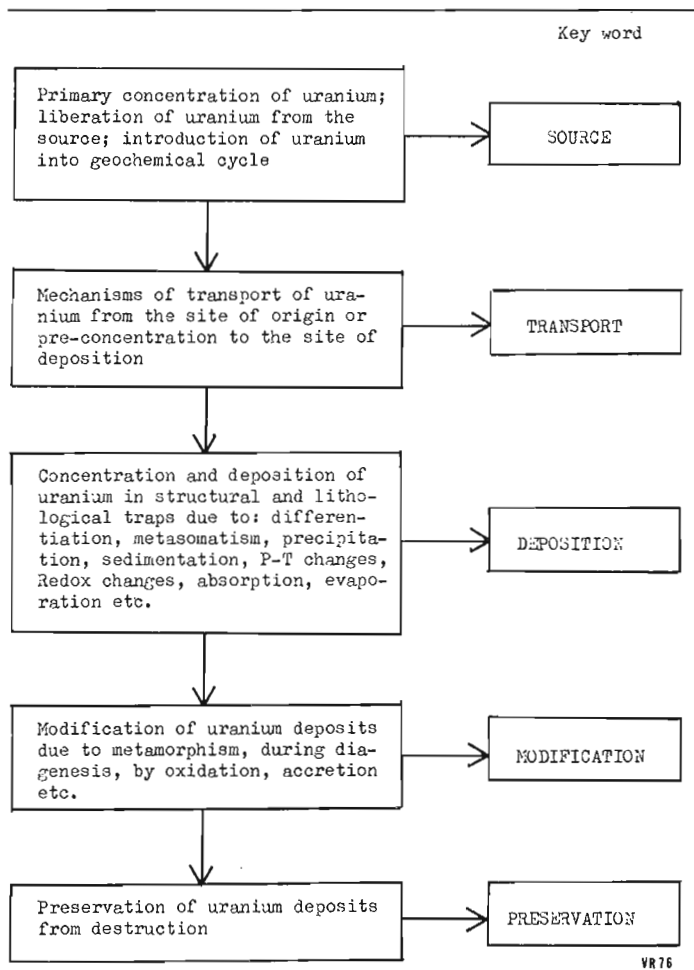 Key word
Primary concentration of uranium;
liberation of uranium from the
source; introduction of uranium
into geochemical cycle
SOURCE
Mechanisms of transport of ura-
nium from the site of origin or
pre-concentration to the site of
deposition
TRANSPORT
Concentration and deposition of
uranium in structural and litho-
logical traps due to: differen-
tiation, metasomatism, precipita-
tion, sedimentation, P-T changes,
Redox changes, absorption, evapo-
ration etc.
DEPOSITION
Modification of uranium deposits
due to metamorphism, during dia-
genesis, by oxidation, accretion
etc.
MODIFICATION
Preservation of uranium deposits
from destruction
PRESERVATION
VR76